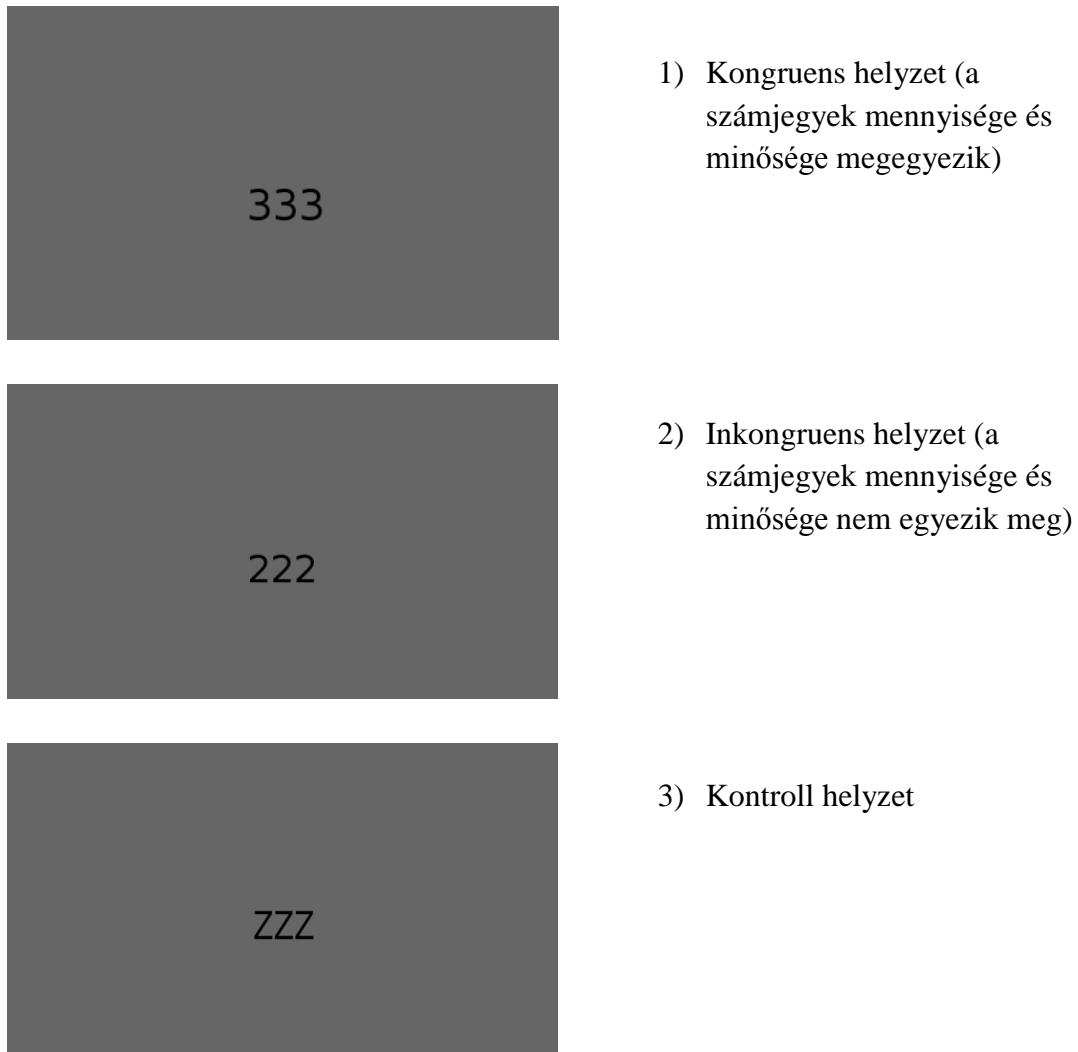 333
1) Kongruens helyzet (a
számjegyek mennyisége és
minősége megegyezik)
222
2) Inkongruens helyzet (a
számjegyek mennyisége és
minősége nem egyezik meg)
ZZZ
3) Kontroll helyzet